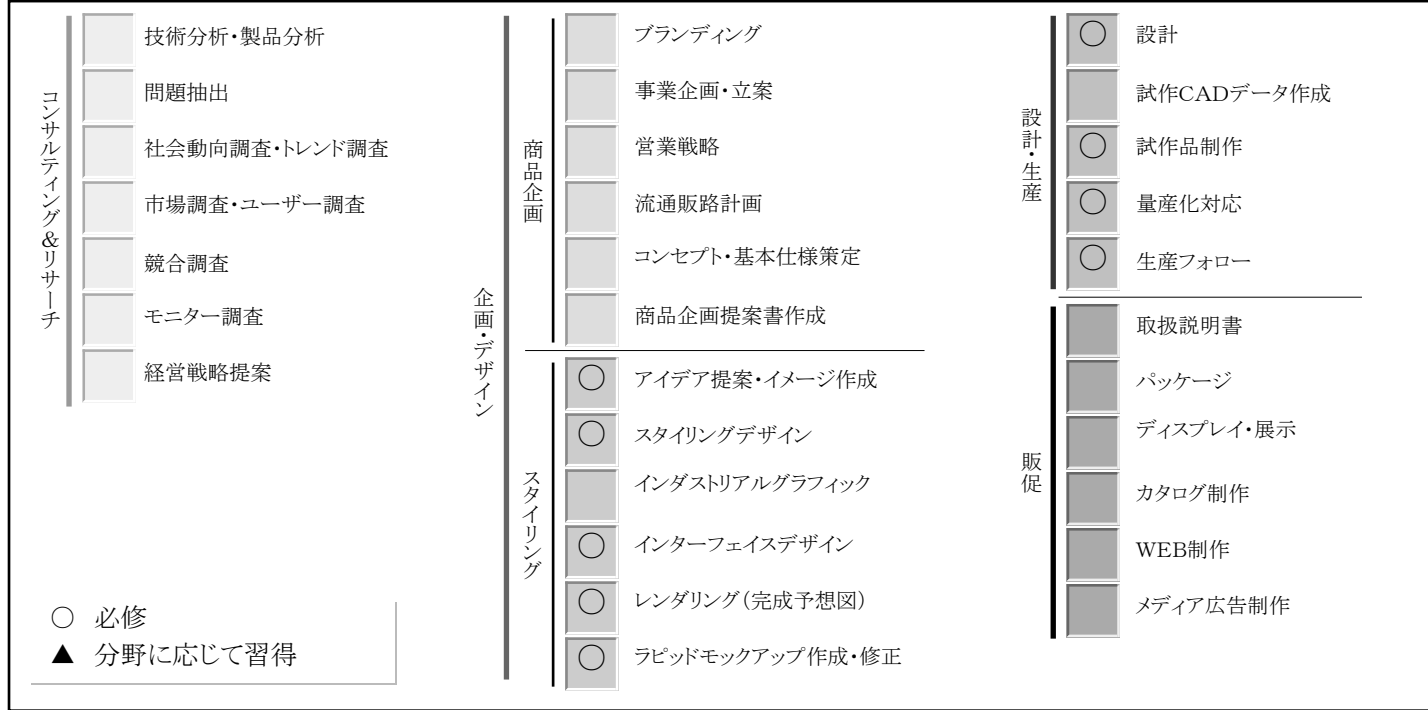 コンサルティング&リサーチ
技術分析・製品分析
問題抽出
社会動向調査・トレンド調査
市場調査・ユーザー調査
競合調査
モニター調査
経営戦略提案
企画・デザイン
商品企画
ブランディング
事業企画・立案
営業戦略
流通販路計画
コンセプト・基本仕様策定
商品企画提案書作成
スタイリング
○ アイデア提案・イメージ作成
○ スタイリングデザイン
インダストリアルグラフィック
○ インターフェイスデザイン
○ レンダリング(完成予想図)
○ ラピッドモックアップ作成・修正
設計・生産
○ 設計
試作CADデータ作成
○ 試作品制作
○ 量産化対応
○ 生産フォロー
販促
取扱説明書
パッケージ
ディスプレイ・展示
カタログ制作
WEB制作
メディア広告制作
○ 必修
▲ 分野に応じて習得